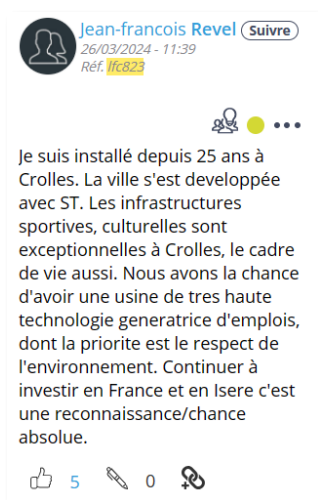 Jean-francois Revel Suivre
26/03/2024 - 11:39
Réf. lfc823
Je suis installé depuis 25 ans à
Crolles. La ville s'est developpée
avec ST. Les infrastructures
sportives, culturelles sont
exceptionnelles à Crolles, le cadre
de vie aussi. Nous avons la chance
d'avoir une usine de tres haute
technologie generatrice d'emplois,
dont la priorite est le respect de
l'environnement. Continuer à
investir en France et en Isere c'est
une reconnaissance/chance
absolue.
5 0